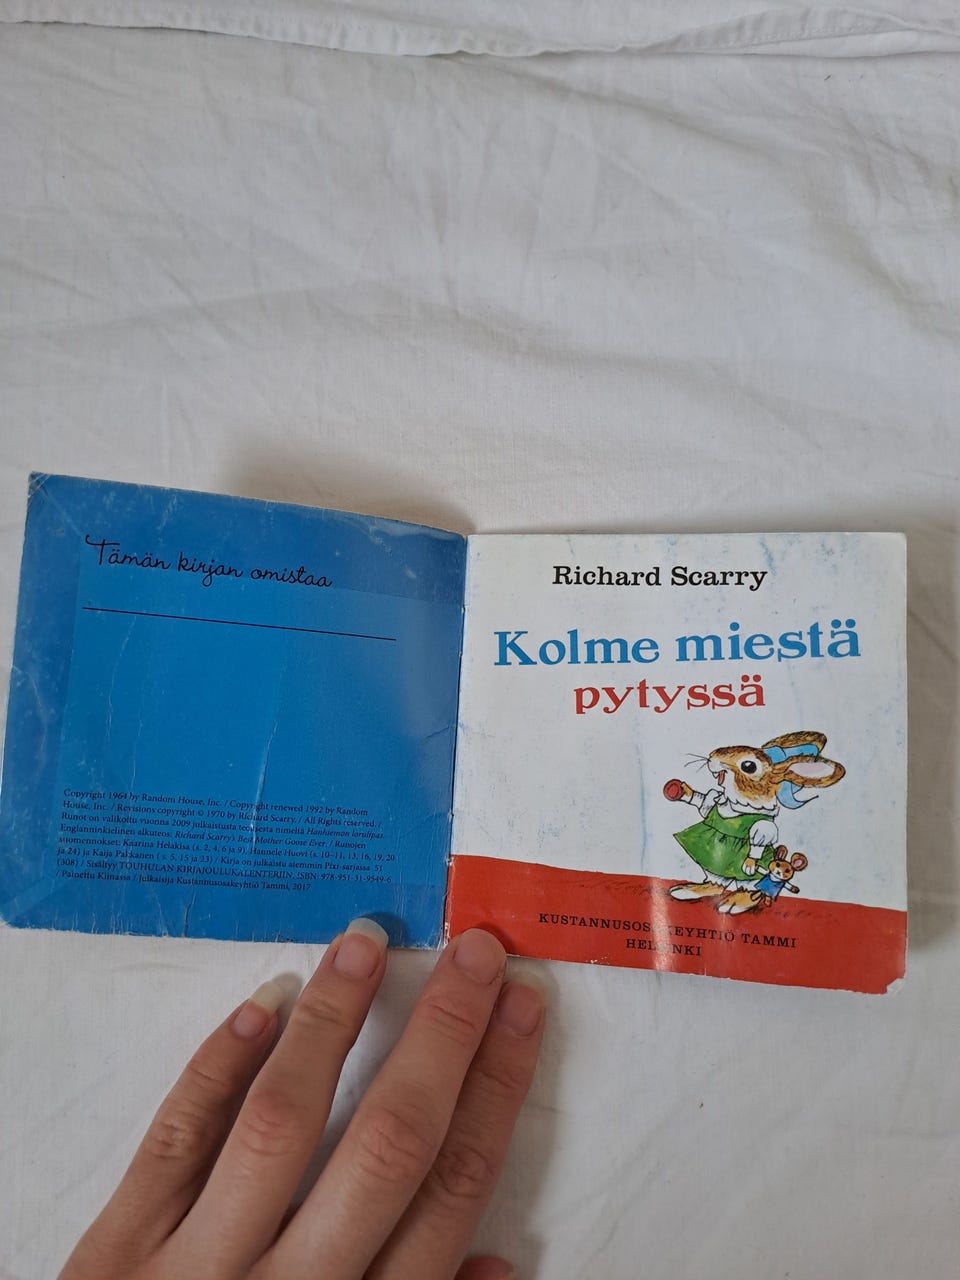 Tämän kirjan omistaa
Copyright 1964 by Random House, Inc. / Copyright renewed 1992 by Random
House, Inc. / Revisions copyright © 1970 by Richard Scarry. / All Rights reserved. /
Runot on valikoitu vuonna 2009 julkaistusta teoksesta nimeltä Hanhiemon iloinen lorulipas.
Englanninkielinen alkuteos: Richard Scarry's Best Mother Goose Ever. / Runojen
suomennokset: Kaarina Helakisa (s. 2, 4, 6 ja 9), Hannele Huovi (s. 10–11, 13, 16, 19, 20
ja 24) ja Kaija Pakkanen ( s. 5, 15 ja 23) / Kirja on julkaistu aiemmin Pixi-sarjassa 51
(308) / Sisältyy TOUHULAN KIRJAJOULUKALENTERIIN, ISBN: 978-951-31-9549-6
/ Painettu Kiinassa / Julkaisija Kustannusosakeyhtiö Tammi, 2017
Richard Scarry
Kolme miestä
pytyssä
KUSTANNUSOSAKEYHTIÖ TAMMI
HELSINKI